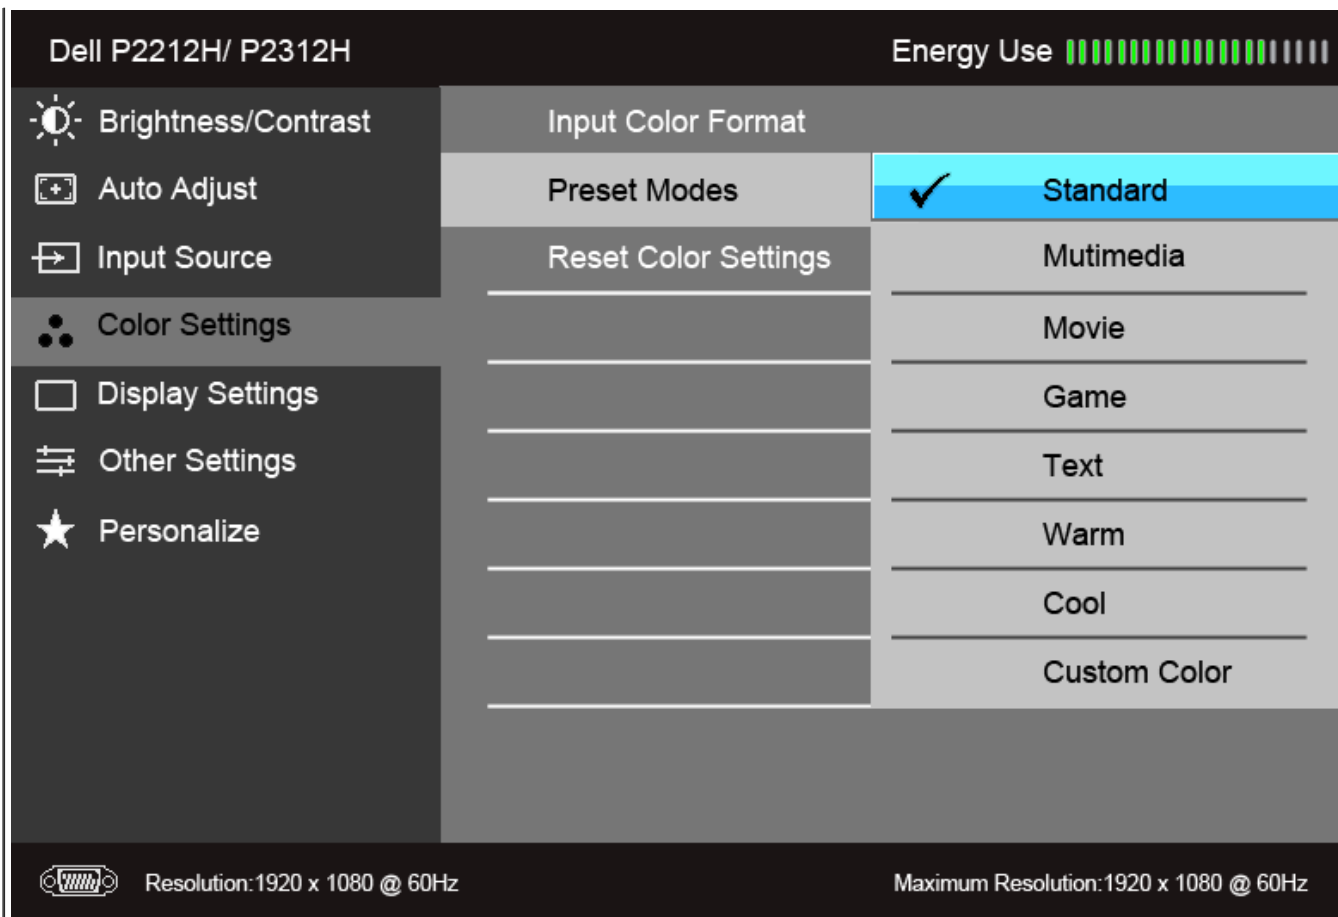 Dell P2212H/ P2312H
Energy Use
Brightness/Contrast
Auto Adjust
Input Source
Color Settings
Display Settings
Other Settings
Personalize
Input Color Format
Preset Modes
Reset Color Settings
Standard
Mutimedia
Movie
Game
Text
Warm
Cool
Custom Color
Resolution:1920 x 1080 @ 60Hz
Maximum Resolution:1920 x 1080 @ 60Hz